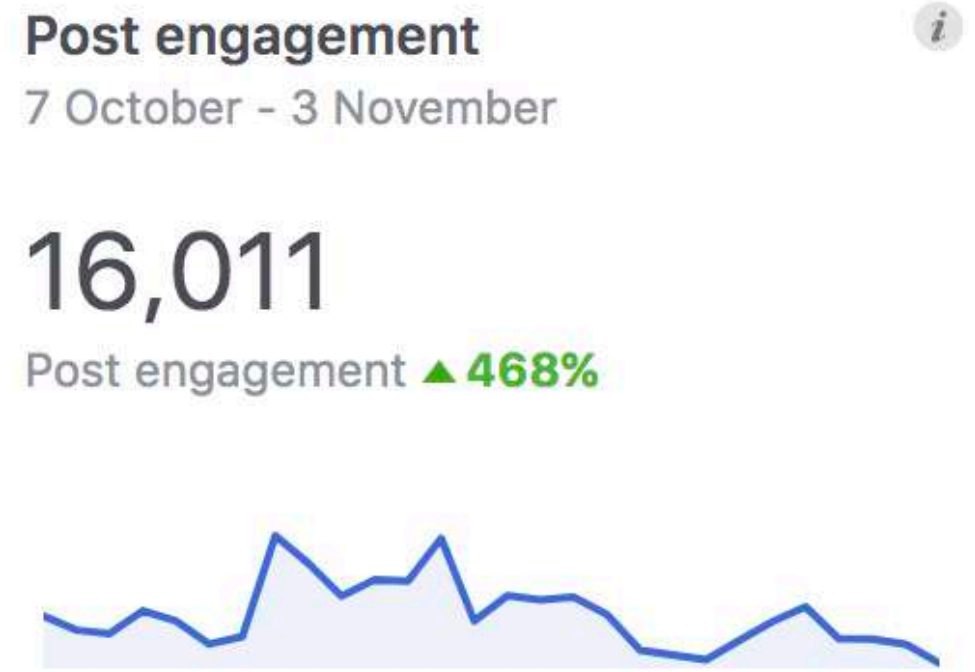 Post engagement
7 October - 3 November
16,011
Post engagement ▲ 468%